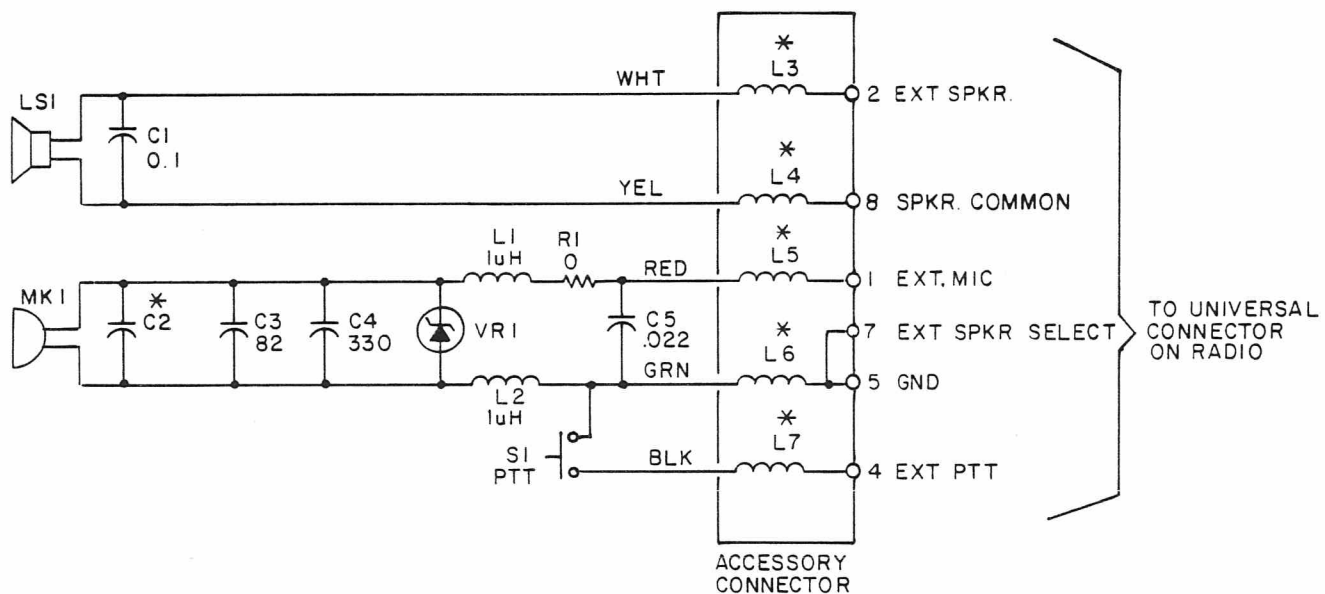 *
L3
WHT
2 EXT SPKR.
LS1
C1
0.1
*
L4
YEL
8 SPKR. COMMON
L1
1uH
R1
0
RED
*
L5
1 EXT. MIC
MK1
*
C2
C3
82
C4
330
VR1
C5
.022
7 EXT SPKR SELECT
*
L6
GRN
5 GND
L2
1uH
TO UNIVERSAL
CONNECTOR
ON RADIO
*
L7
S1
PTT
BLK
4 EXT PTT
ACCESSORY
CONNECTOR